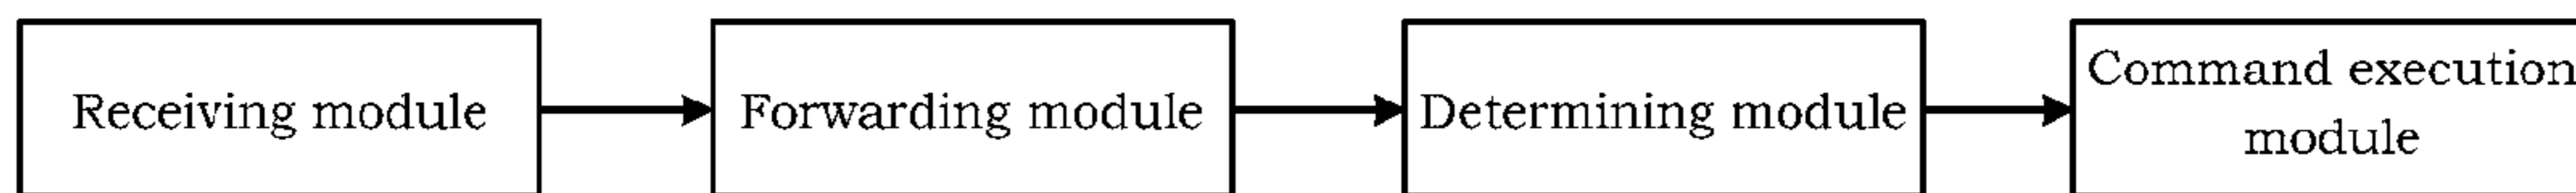 Receiving module
Forwarding module
Determining module
Command execution
module